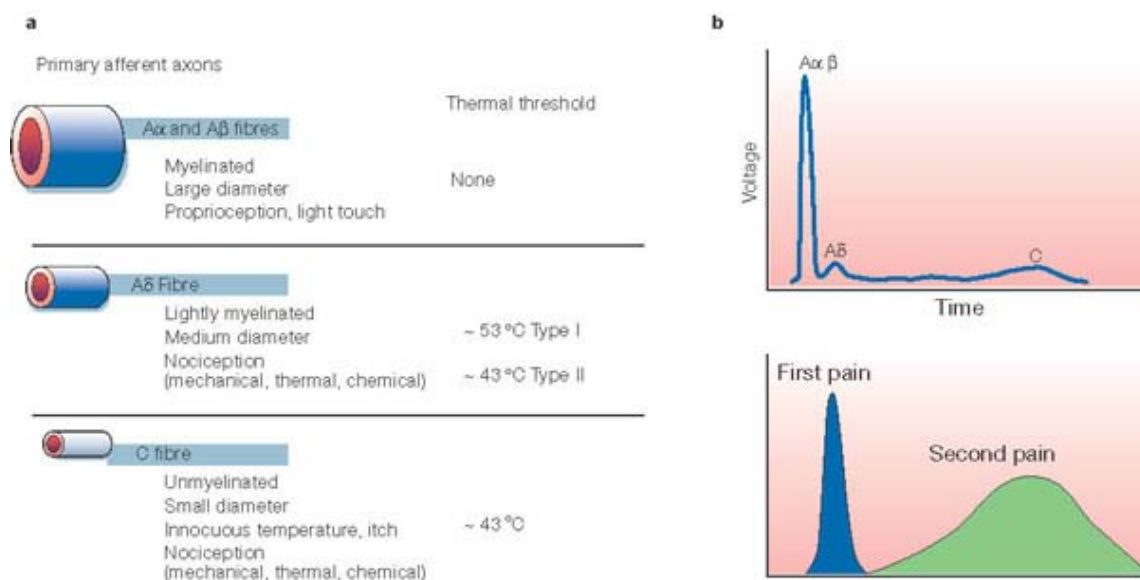 a
Primary afferent axons
Thermal threshold
Aα and Aβ fibres
Myelinated
Large diameter
Proprioception, light touch
None
Aδ Fibre
Lightly myelinated
Medium diameter
Nociception
(mechanical, thermal, chemical)
~ 53 °C Type I
~ 43 °C Type II
C fibre
Unmyelinated
Small diameter
Innocuous temperature, itch
Nociception
(mechanical, thermal, chemical)
~ 43 °C
b
Aα β
Voltage
Aδ
C
Time
First pain
Second pain